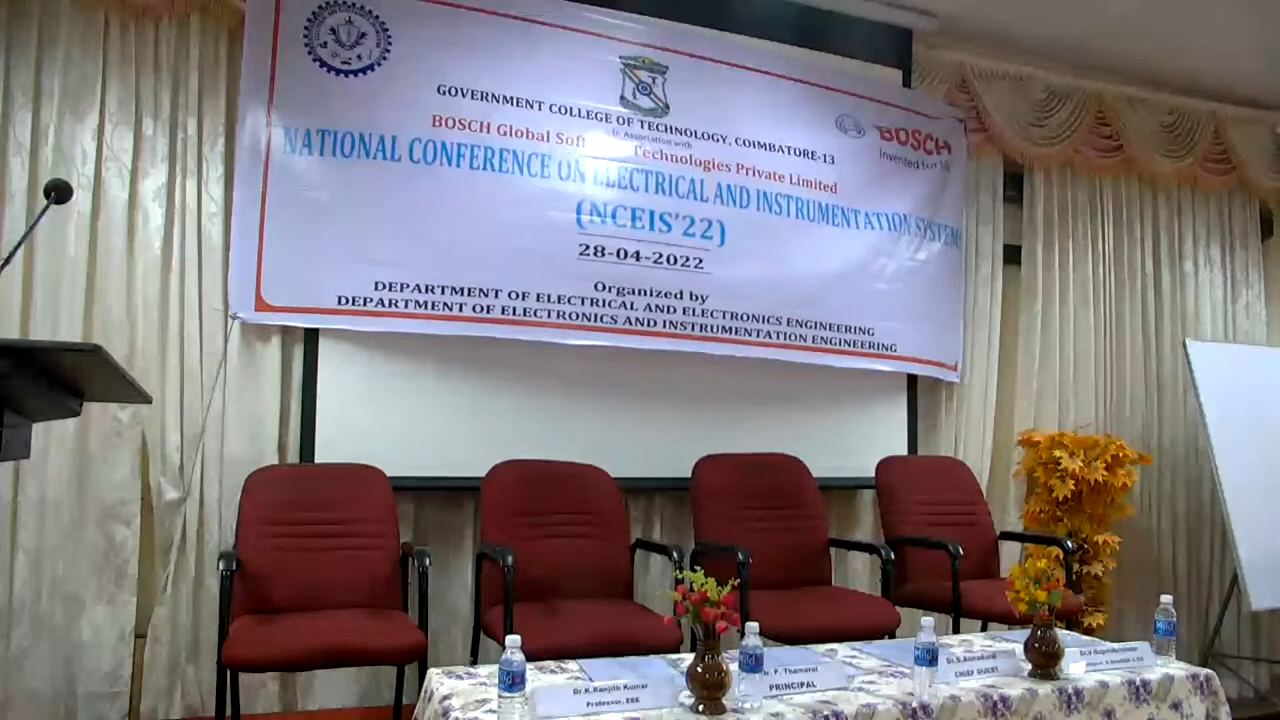 GOVERNMENT COLLEGE OF TECHNOLOGY, COIMBATORE-13
In Association with
BOSCH Global Technologies Private Limited
BOSCH
Invented for life
NATIONAL CONFERENCE ON ELECTRICAL AND INSTRUMENTATION SYSTEMS
(NCEIS'22)
28-04-2022
Organized by
DEPARTMENT OF ELECTRICAL AND ELECTRONICS ENGINEERING
DEPARTMENT OF ELECTRONICS AND INSTRUMENTATION ENGINEERING
Dr.K.Ranjith Kumar
Professor, EEE
P. Thamarai
PRINCIPAL
CHIEF GUEST